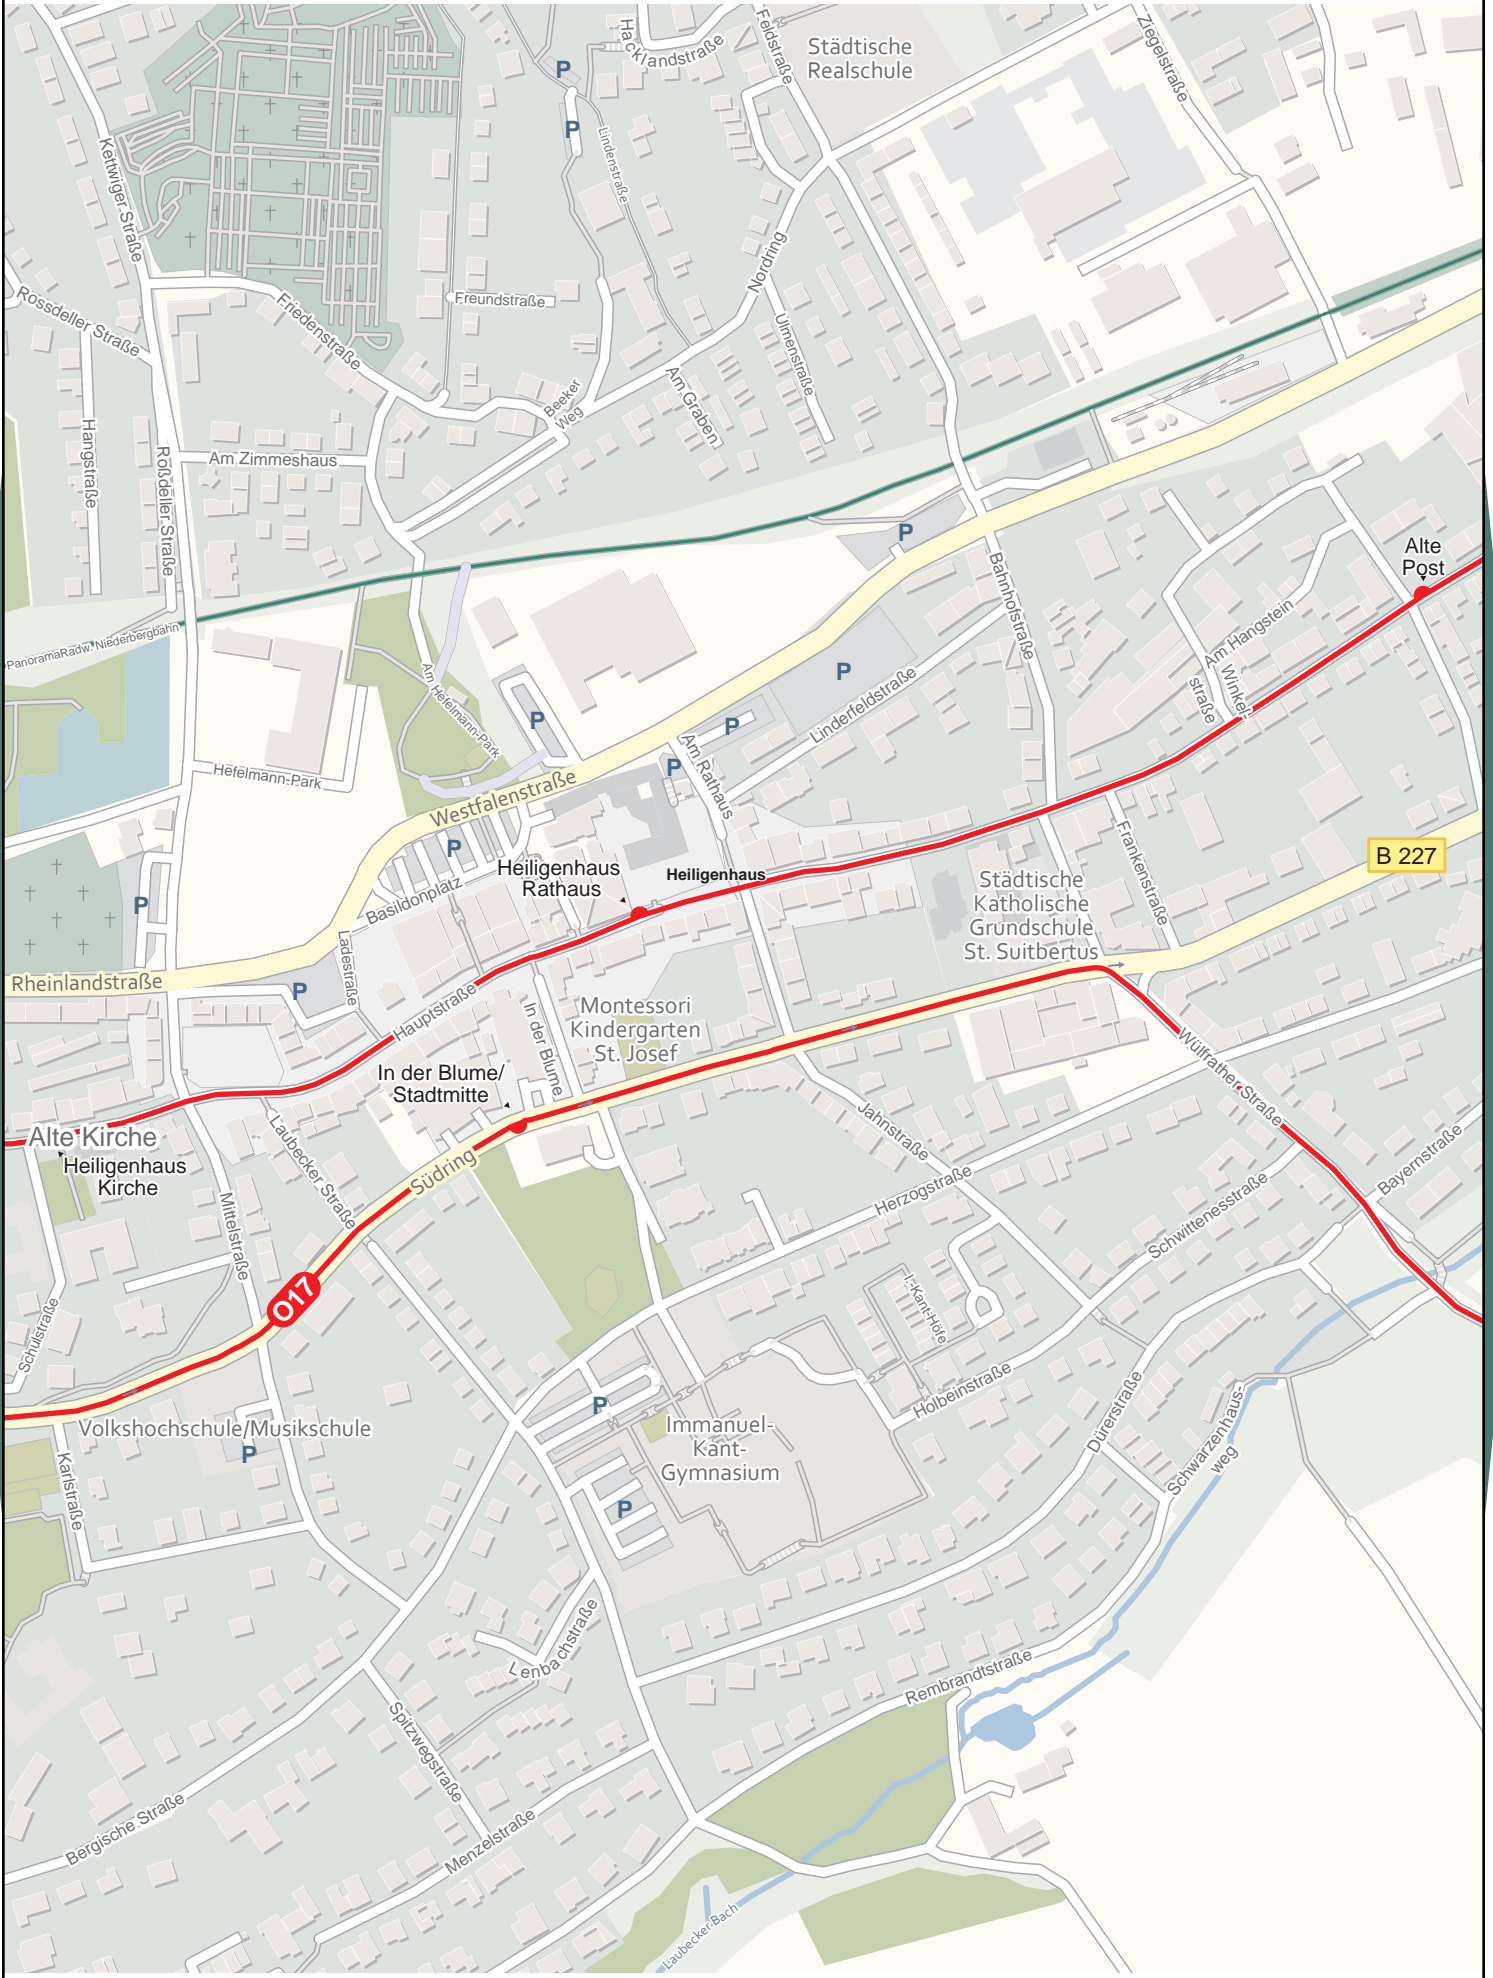 Hacklandstraße
Feldstraße
Städtische
Realschule
Ziegelstraße
P
P
Lindenstraße
Kettwiger Straße
Nordring
Rossdeller Straße
Friedenstraße
Freundstraße
Ulmenstraße
Beeker
Weg
Am Graben
Hangstraße
Am Zimmeshaus
Roßdeller Straße
P
Alte
Post
Bahnhofstraße
PanoramaRadw. Niederbergbahn
Am Hangstein
Winkel-
straße
Am Hefelmann-Park
P
Linderfeldstraße
P
P
Am Rathaus
P
Hefelmann-Park
Westfalenstraße
P
B 227
Frankenstraße
Heiligenhaus
Rathaus
Heiligenhaus
Städtische
Katholische
Grundschule
St. Suitbertus
Basildonplatz
P
Ladestraße
Rheinlandstraße
P
Hauptstraße
In der Blume
Montessori
Kindergarten
St. Josef
Wülfrather Straße
In der Blume/
Stadtmitte
Jahnstraße
Alte Kirche
Heiligenhaus
Kirche
Laubecker Straße
Südring
Mittelstraße
Herzogstraße
Bayernstraße
Schwittenesstraße
O17
I.-Kant-Höfe
Schulstraße
Holbeinstraße
Dürerstraße
Schwarzenhaus-
weg
P
Volkshochschule/Musikschule
P
Immanuel-
Kant-
Gymnasium
Karlstraße
P
Lenbachstraße
Rembrandtstraße
Spitzwegstraße
Bergische Straße
Menzelstraße
Laubecker Bach